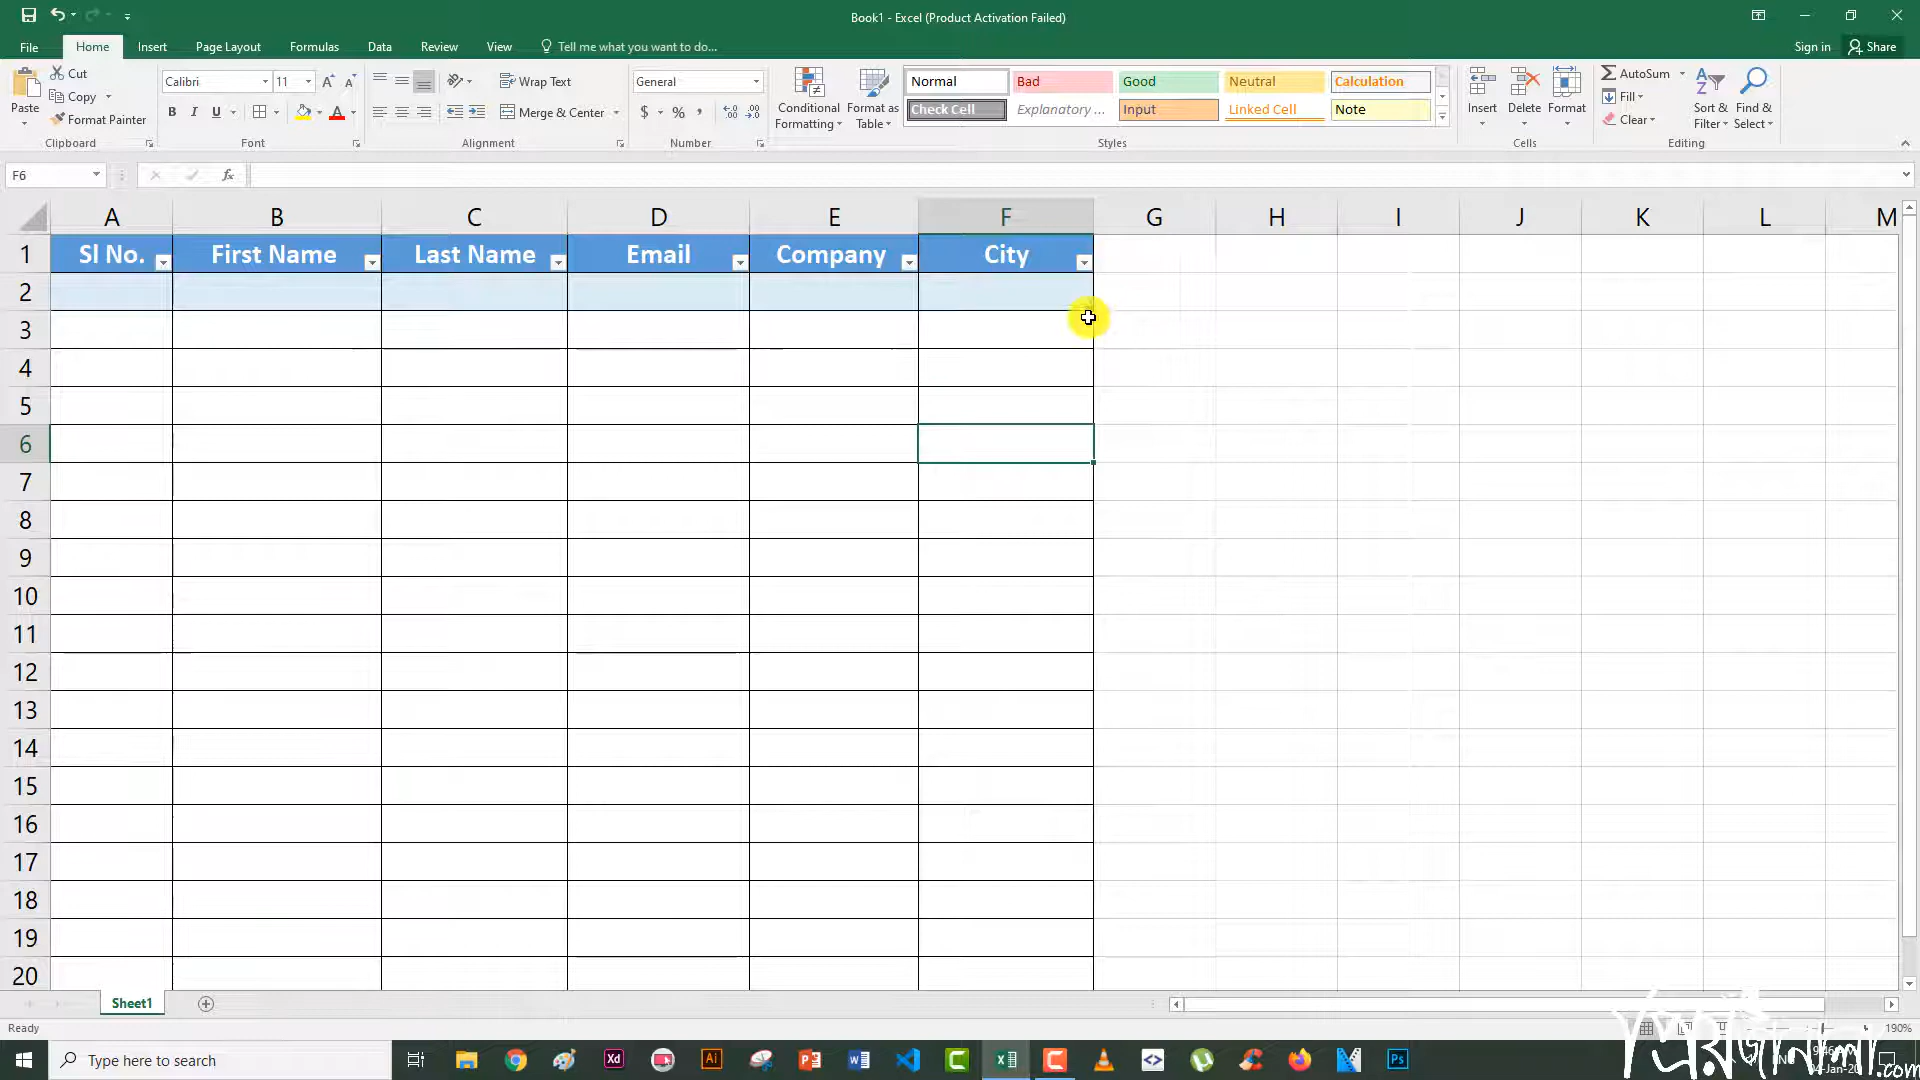 Book1 - Excel (Product Activation Failed)
File Home Insert Page Layout Formulas Data Review View Tell me what you want to do... Sign in Share
Paste
Cut
Copy
Format Painter
Clipboard
Calibri 11
B I U
A
Font
Wrap Text
Merge & Center
Alignment
General
$ % ,
Number
Conditional Formatting
Format as Table
Normal Bad Good Neutral Calculation
Check Cell Explanatory ... Input Linked Cell Note
Styles
Insert Delete Format
Cells
AutoSum
Fill
Clear
Sort & Filter
Find & Select
Editing
F6 fx
A B C D E F G H I J K L M
1 Sl No. First Name Last Name Email Company City
2
3
4
5
6
7
8
9
10
11
12
13
14
15
16
17
18
19
20
Sheet1
Ready 190%
Type here to search
Xd Ai
Ps
.com